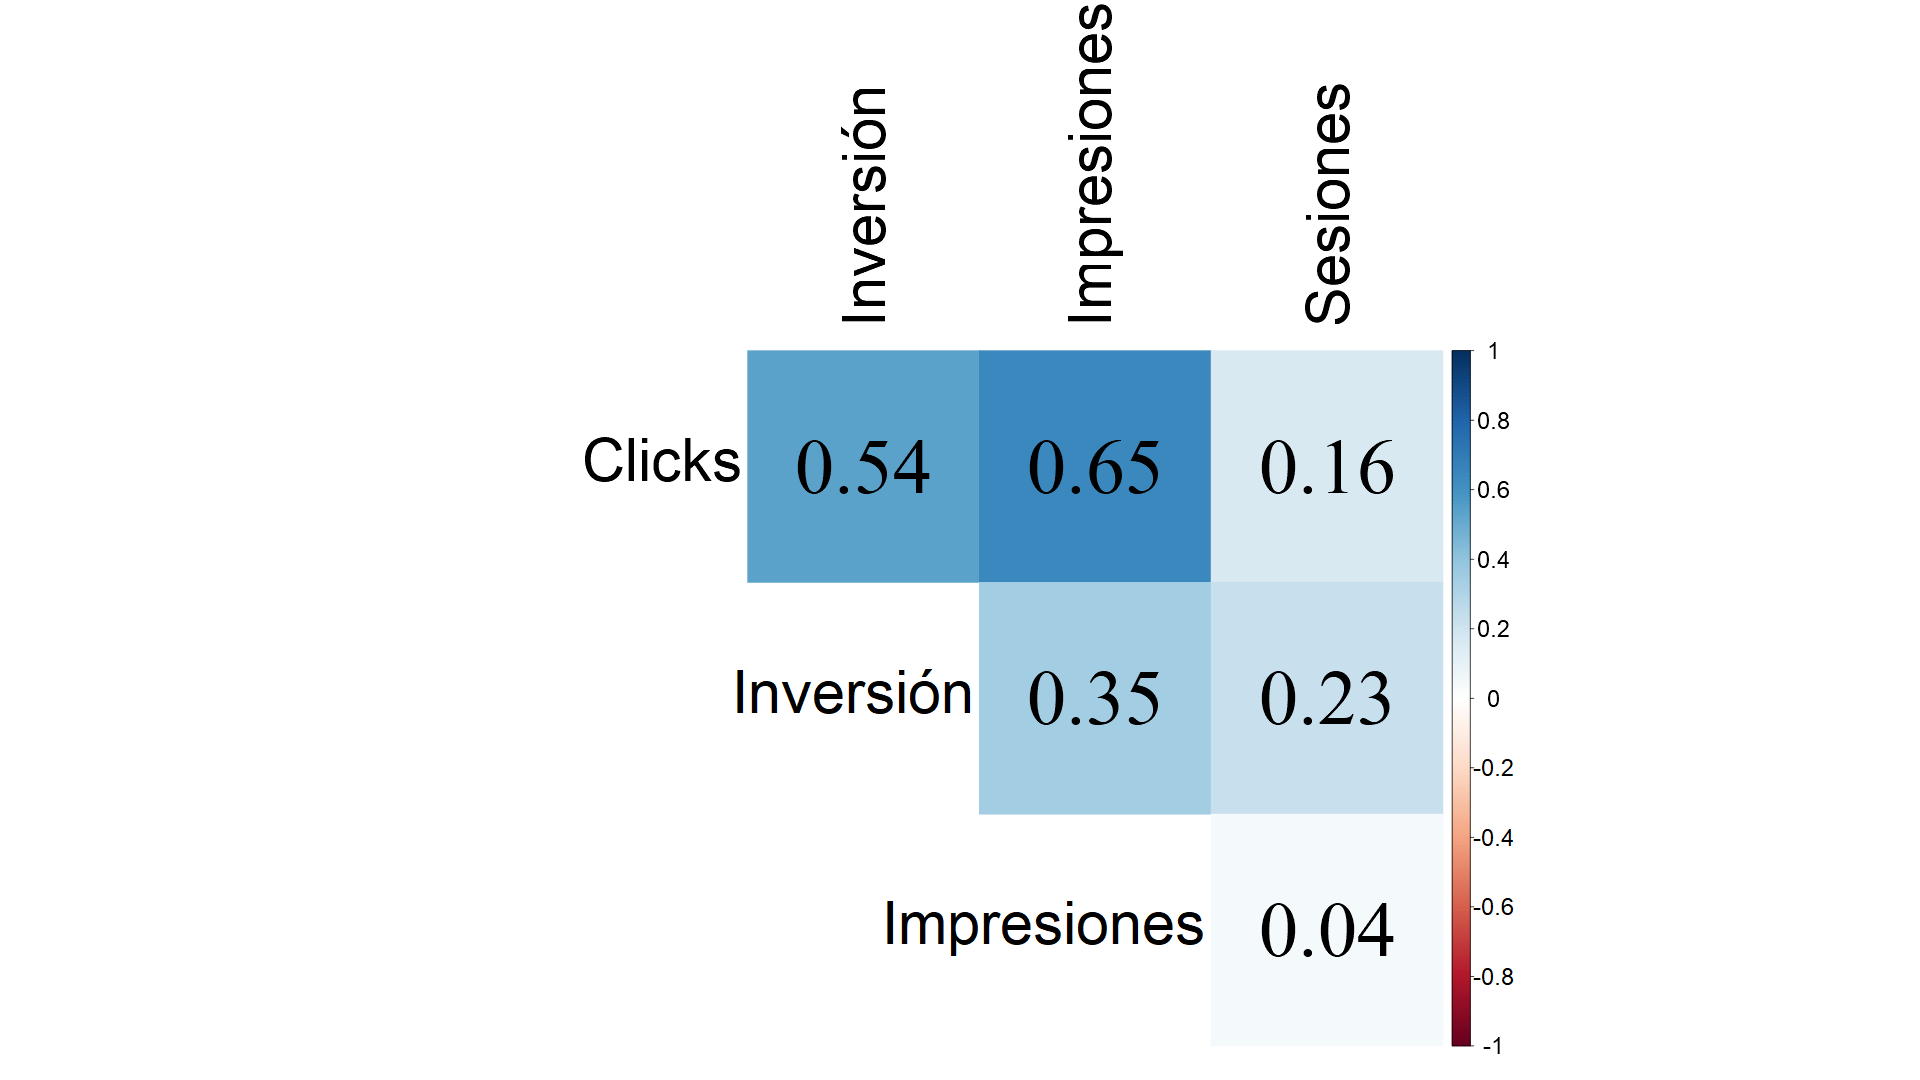 Inversión
Impresiones
Sesiones
Clicks 0.54 0.65 0.16
Inversión 0.35 0.23
Impresiones 0.04
1
0.8
0.6
0.4
0.2
0
-0.2
-0.4
-0.6
-0.8
-1